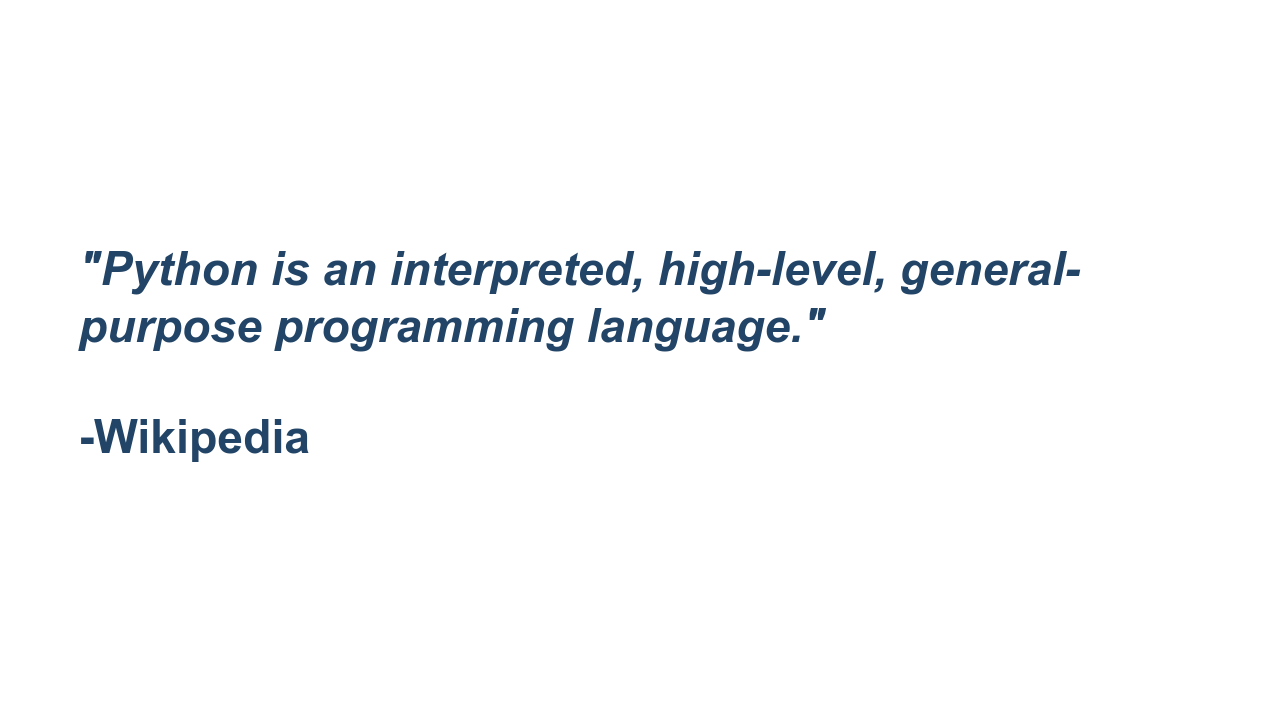 "Python is an interpreted, high-level, general-
purpose programming language."
-Wikipedia